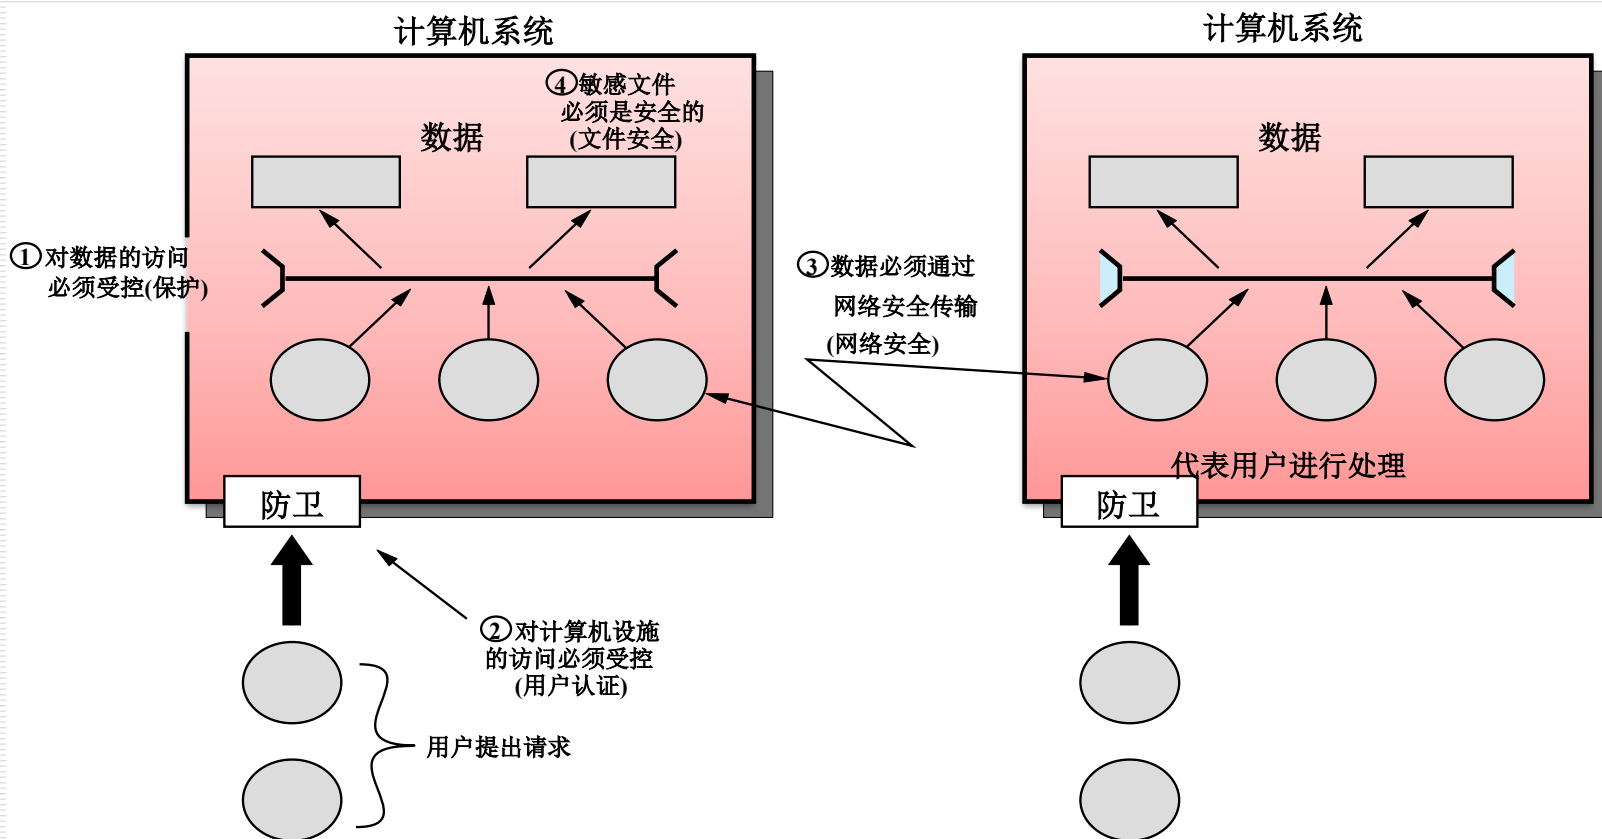 计算机系统
④敏感文件
必须是安全的
(文件安全)
数据
①对数据的访问
必须受控(保护)
防卫
②对计算机设施
的访问必须受控
(用户认证)
用户提出请求
③数据必须通过
网络安全传输
(网络安全)
计算机系统
数据
代表用户进行处理
防卫